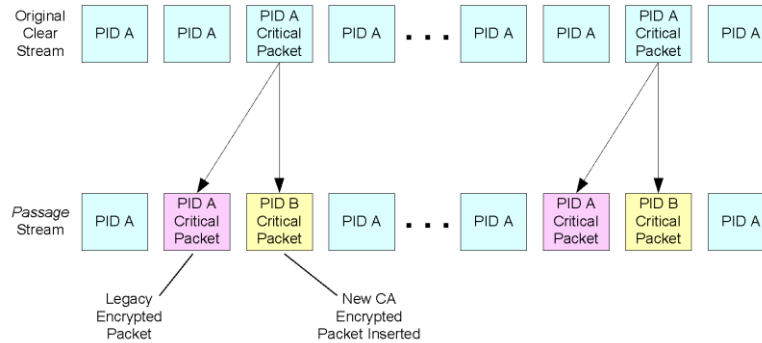 Original
Clear
Stream
PID A
PID A
PID A
Critical
Packet
PID A
PID A
PID A
PID A
Critical
Packet
PID A
Passage
Stream
PID A
PID A
Critical
Packet
PID B
Critical
Packet
PID A
PID A
PID A
Critical
Packet
PID B
Critical
Packet
PID A
Legacy
Encrypted
Packet
New CA
Encrypted
Packet Inserted